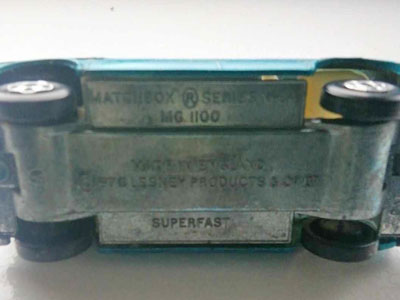 MATCHBOX ® SERIES
MG. 1100
MADE IN ENGLAND
LESNEY PRODUCTS & CO LTD
SUPERFAST